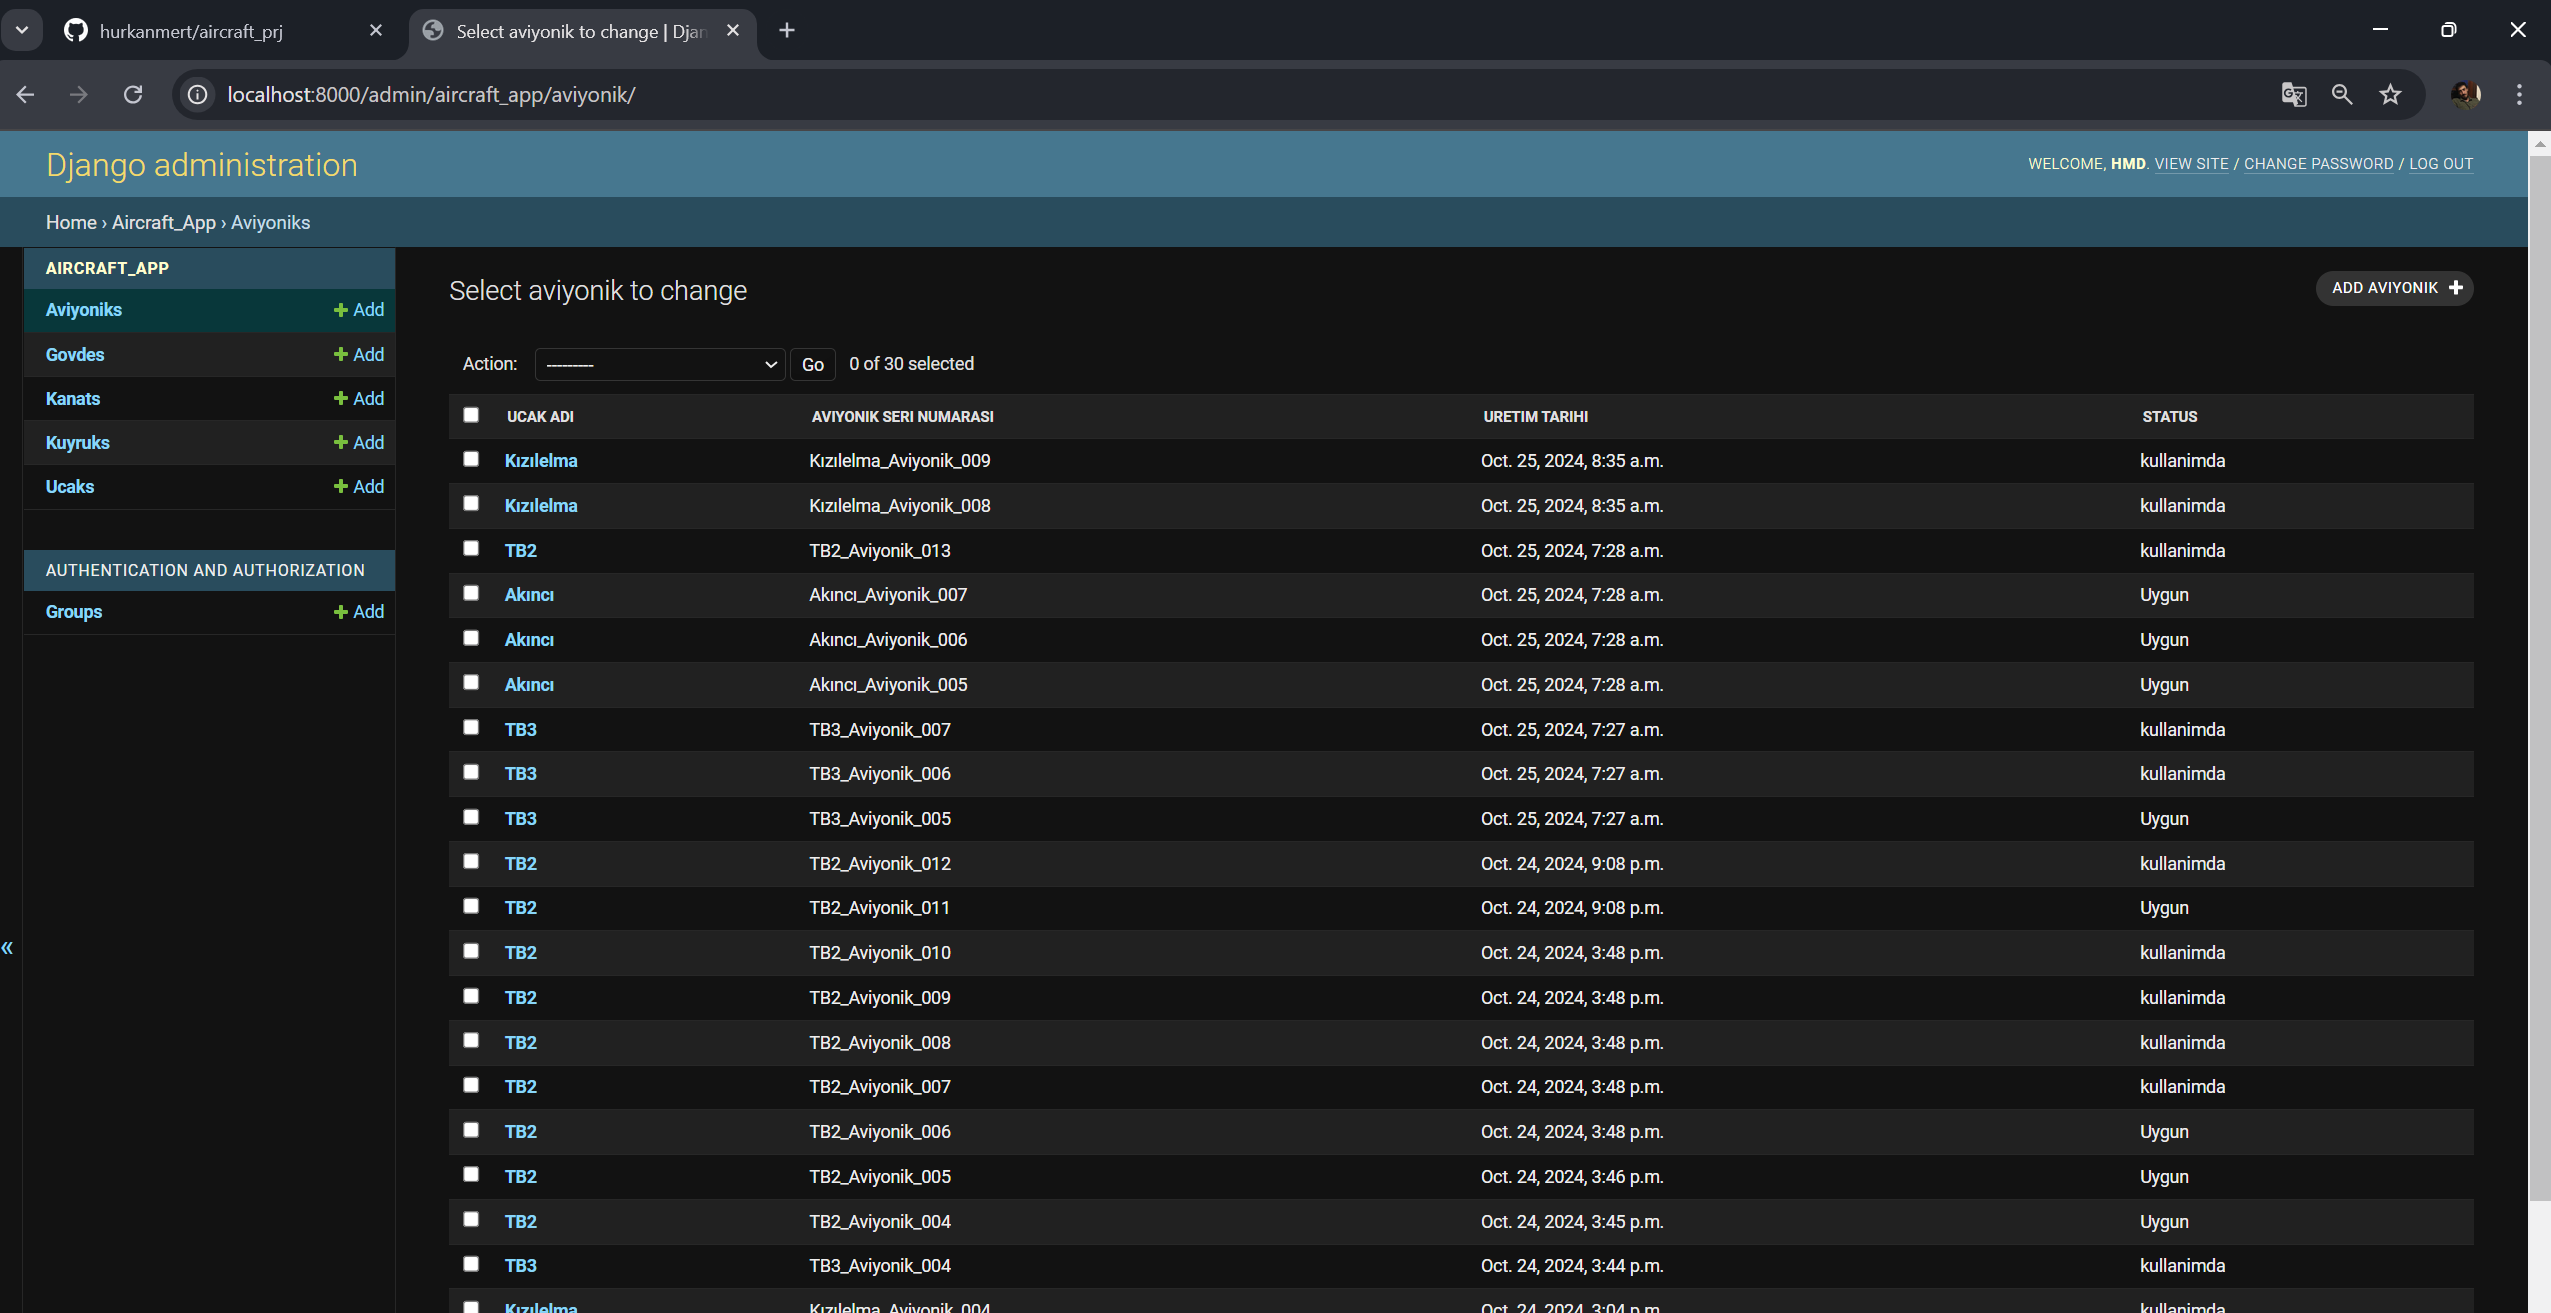 hurkanmert/aircraft_prj
Select aviyonik to change | Djan
localhost:8000/admin/aircraft_app/aviyonik/
Django administration
WELCOME, HMD. VIEW SITE / CHANGE PASSWORD / LOG OUT
Home › Aircraft_App › Aviyoniks
AIRCRAFT_APP
Aviyoniks + Add
Govdes + Add
Kanats + Add
Kuyruks + Add
Ucaks + Add
AUTHENTICATION AND AUTHORIZATION
Groups + Add
«
Select aviyonik to change
ADD AVIYONIK +
Action: --------- Go 0 of 30 selected
UCAK ADI AVIYONIK SERI NUMARASI URETIM TARIHI STATUS
Kızılelma Kızılelma_Aviyonik_009 Oct. 25, 2024, 8:35 a.m. kullanimda
Kızılelma Kızılelma_Aviyonik_008 Oct. 25, 2024, 8:35 a.m. kullanimda
TB2 TB2_Aviyonik_013 Oct. 25, 2024, 7:28 a.m. kullanimda
Akıncı Akıncı_Aviyonik_007 Oct. 25, 2024, 7:28 a.m. Uygun
Akıncı Akıncı_Aviyonik_006 Oct. 25, 2024, 7:28 a.m. Uygun
Akıncı Akıncı_Aviyonik_005 Oct. 25, 2024, 7:28 a.m. Uygun
TB3 TB3_Aviyonik_007 Oct. 25, 2024, 7:27 a.m. kullanimda
TB3 TB3_Aviyonik_006 Oct. 25, 2024, 7:27 a.m. kullanimda
TB3 TB3_Aviyonik_005 Oct. 25, 2024, 7:27 a.m. Uygun
TB2 TB2_Aviyonik_012 Oct. 24, 2024, 9:08 p.m. kullanimda
TB2 TB2_Aviyonik_011 Oct. 24, 2024, 9:08 p.m. Uygun
TB2 TB2_Aviyonik_010 Oct. 24, 2024, 3:48 p.m. kullanimda
TB2 TB2_Aviyonik_009 Oct. 24, 2024, 3:48 p.m. kullanimda
TB2 TB2_Aviyonik_008 Oct. 24, 2024, 3:48 p.m. kullanimda
TB2 TB2_Aviyonik_007 Oct. 24, 2024, 3:48 p.m. kullanimda
TB2 TB2_Aviyonik_006 Oct. 24, 2024, 3:48 p.m. Uygun
TB2 TB2_Aviyonik_005 Oct. 24, 2024, 3:46 p.m. Uygun
TB2 TB2_Aviyonik_004 Oct. 24, 2024, 3:45 p.m. Uygun
TB3 TB3_Aviyonik_004 Oct. 24, 2024, 3:44 p.m. kullanimda
Kızılelma Kızılelma_Aviyonik_004 Oct. 24, 2024, 3:04 p.m. kullanimda